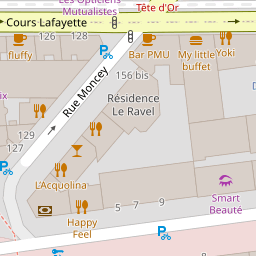 Les Opticiens
Mutualistes
Tête d'Or
Cours Lafayette
fluffy
Bar PMU
My little
buffet
Yoki
156 bis
Rue Moncey
Résidence
Le Ravel
126
129
127
L'Acquolina
Happy
Feel
5
7
9
Smart
Beauté